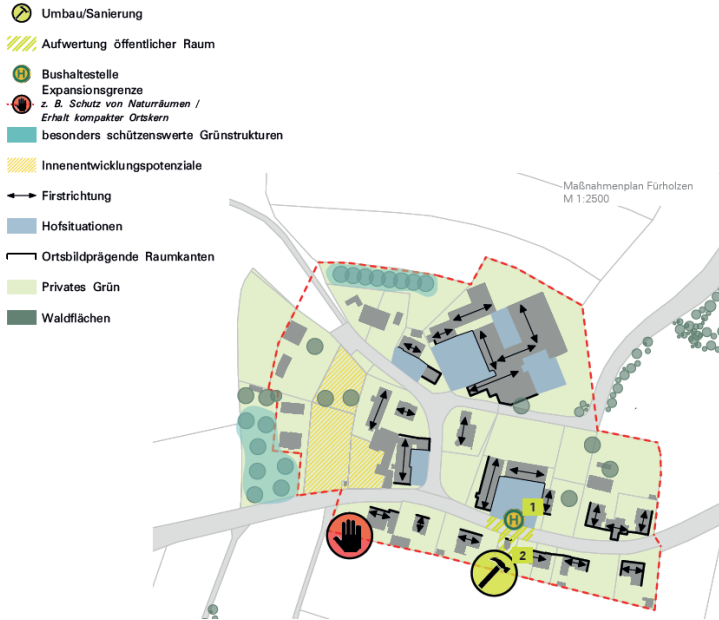 Umbau/Sanierung
Aufwertung öffentlicher Raum
H Bushaltestelle
Expansionsgrenze
z. B. Schutz von Naturräumen /
Erhalt kompakter Ortskern
besonders schützenswerte Grünstrukturen
Innenentwicklungspotenziale
Firstrichtung
Hofsituationen
Ortsbildprägende Raumkanten
Privates Grün
Waldflächen
Maßnahmenplan Fürholzen
M 1:2500
1
H
2